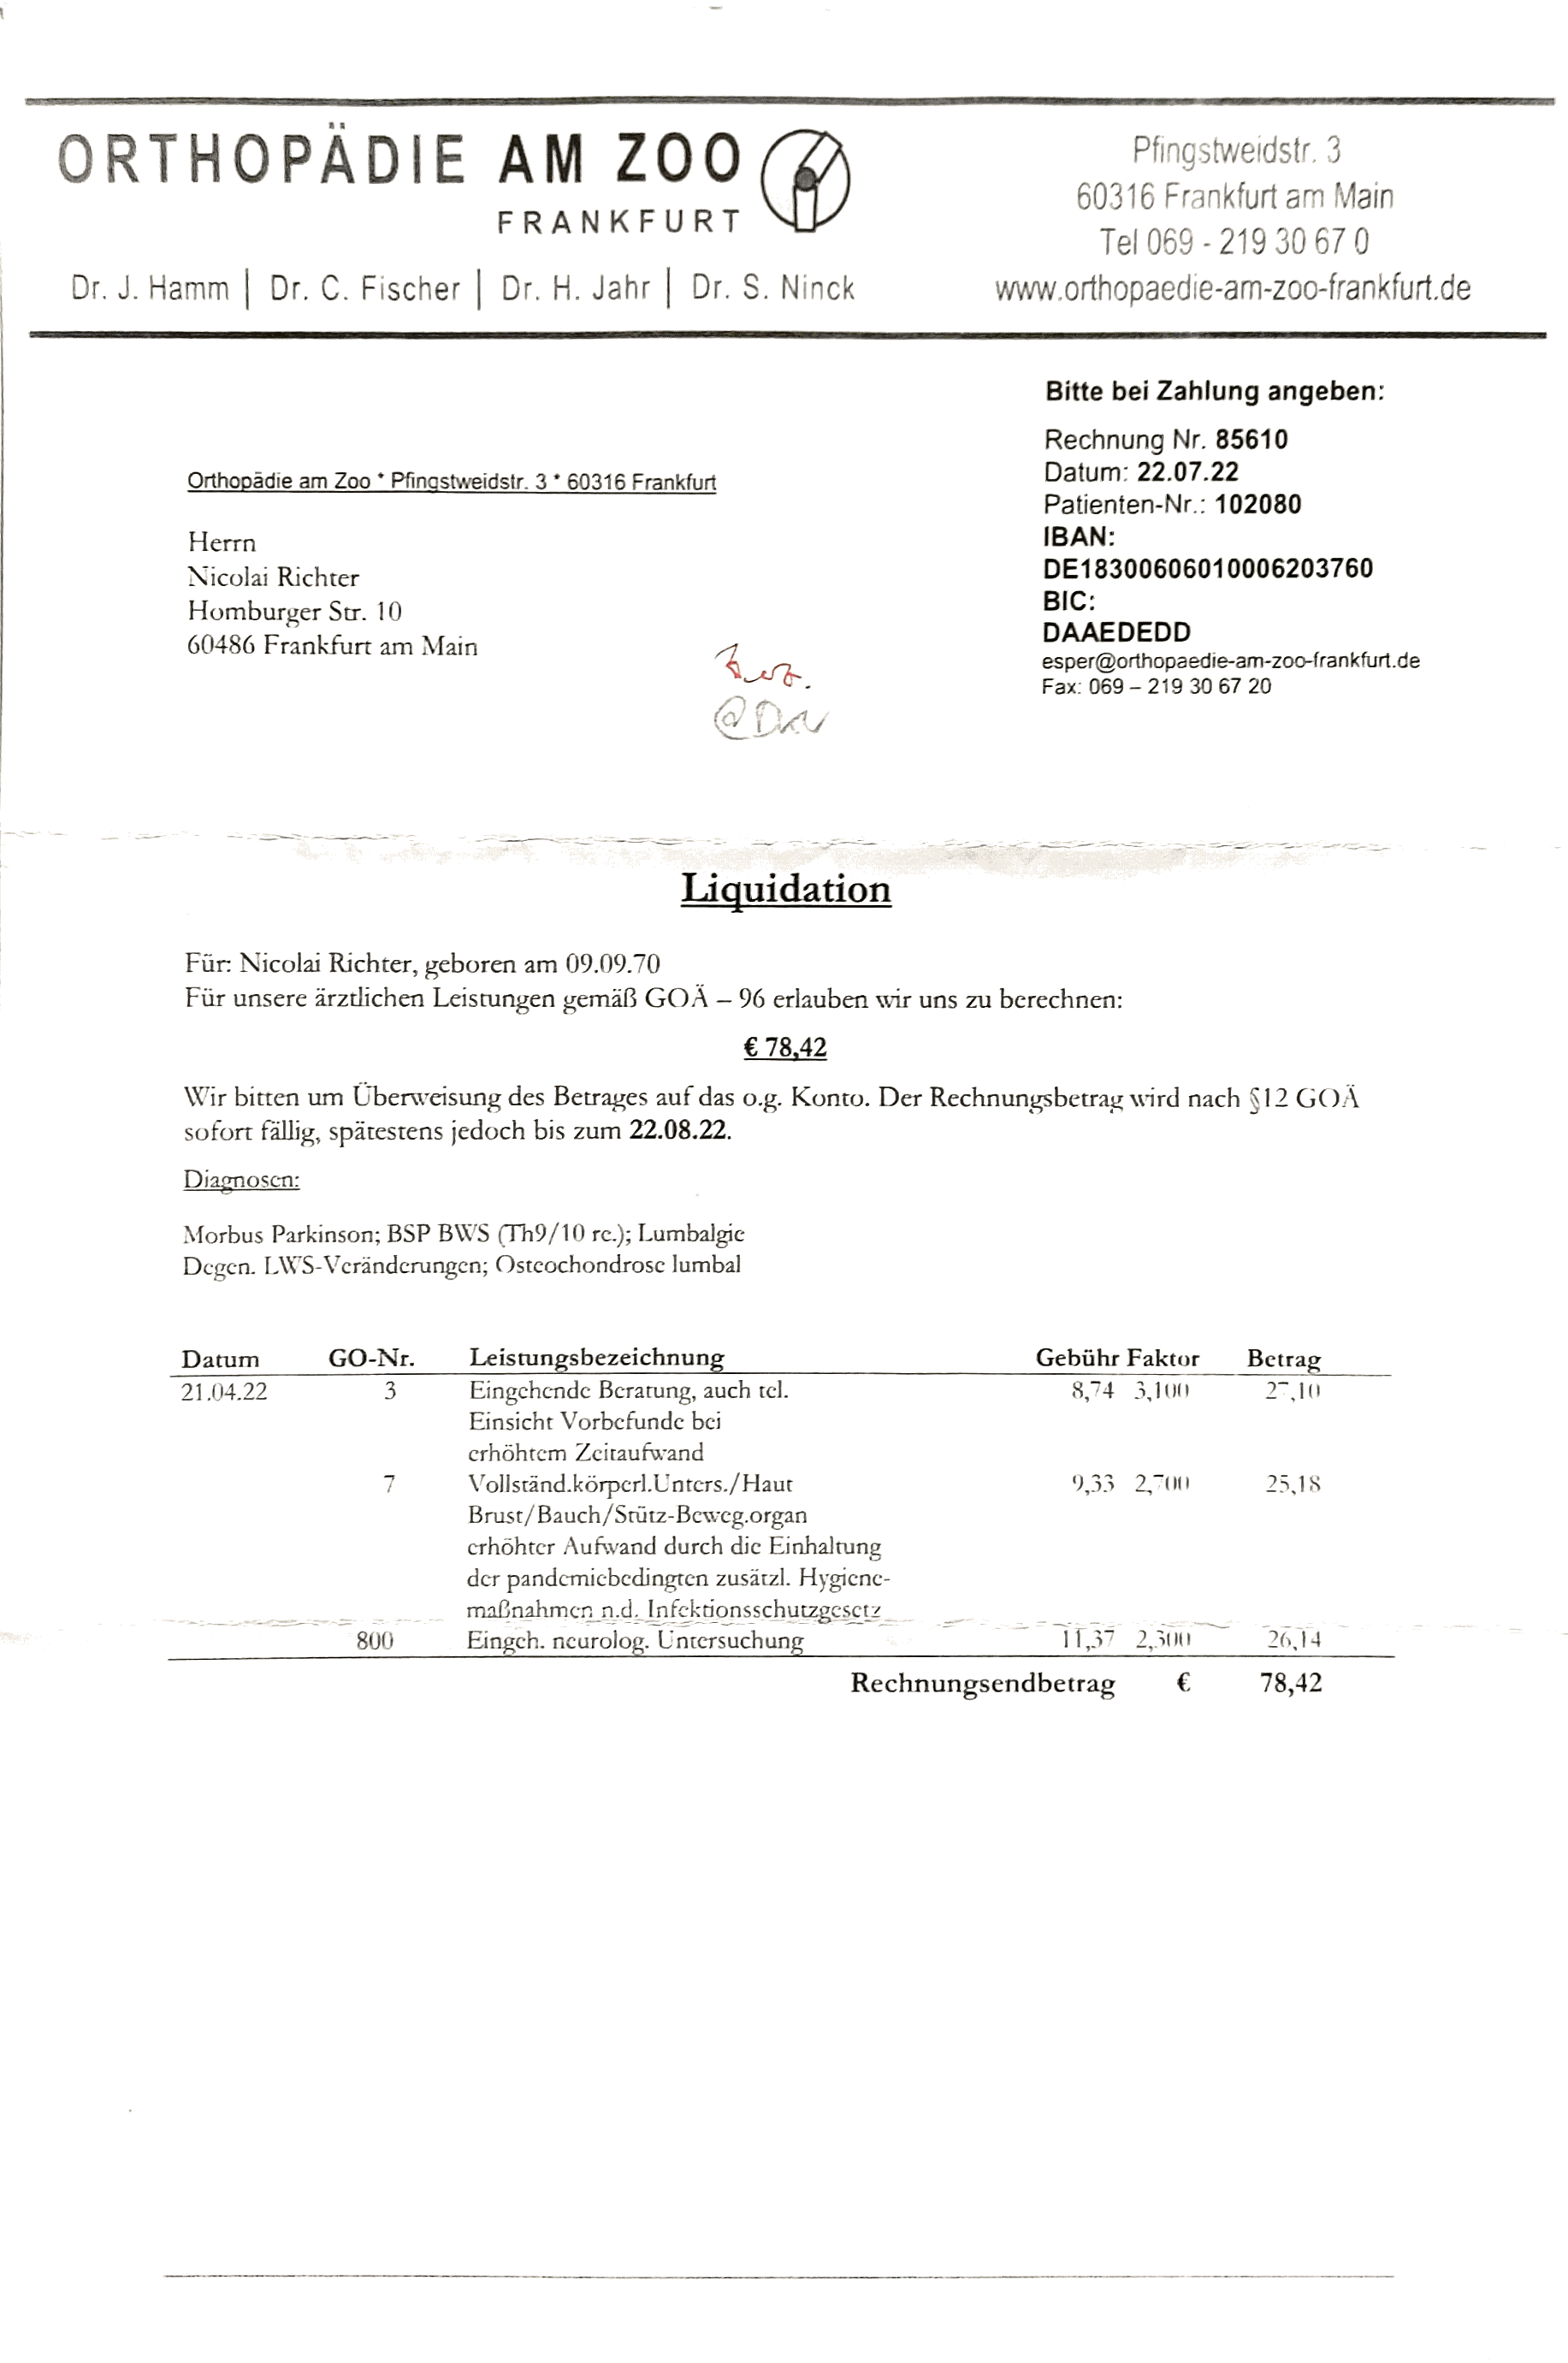 ORTHOPÄDIE AM ZOO
FRANKFURT
Dr. J. Hamm | Dr. C. Fischer | Dr. H. Jahr | Dr. S. Ninck
Pfingstweidstr. 3
60316 Frankfurt am Main
Tel 069 - 219 30 67 0
www.orthopaedie-am-zoo-frankfurt.de
Bitte bei Zahlung angeben:
Rechnung Nr. 85610
Datum: 22.07.22
Patienten-Nr.: 102080
IBAN:
DE18300606010006203760
BIC:
DAAEDEDD
esper@orthopaedie-am-zoo-frankfurt.de
Fax: 069 – 219 30 67 20
Orthopädie am Zoo * Pfingstweidstr. 3 * 60316 Frankfurt
Herrn
Nicolai Richter
Homburger Str. 10
60486 Frankfurt am Main
Liquidation
Für: Nicolai Richter, geboren am 09.09.70
Für unsere ärztlichen Leistungen gemäß GOÄ – 96 erlauben wir uns zu berechnen:
€ 78,42
Wir bitten um Überweisung des Betrages auf das o.g. Konto. Der Rechnungsbetrag wird nach §12 GOÄ
sofort fällig, spätestens jedoch bis zum 22.08.22.
Diagnosen:
Morbus Parkinson; BSP BWS (Th9/10 re.); Lumbalgie
Degen. LWS-Veränderungen; Osteochondrose lumbal
Datum GO-Nr. Leistungsbezeichnung Gebühr Faktor Betrag
21.04.22 3 Eingehende Beratung, auch tel. 8,74 3,100 27,10
Einsicht Vorbefunde bei
erhöhtem Zeitaufwand
7 Vollständ.körperl.Unters./Haut 9,33 2,700 25,18
Brust/Bauch/Stütz-Beweg.organ
erhöhter Aufwand durch die Einhaltung
der pandemiebedingten zusätzl. Hygiene-
maßnahmen n.d. Infektionsschutzgesetz
800 Eingeh. neurolog. Untersuchung 11,37 2,300 26,14
Rechnungsendbetrag € 78,42